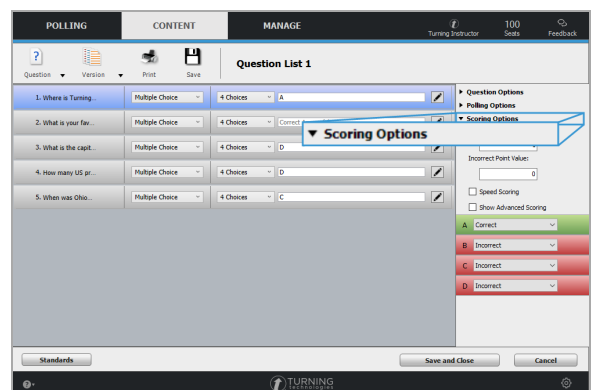 POLLING CONTENT MANAGE
Turning Instructor 100 Seats Feedback
? Question Version Print Save Question List 1
1. Where is Turning... Multiple Choice 4 Choices A
2. What is your fav... Multiple Choice 4 Choices Correct
3. What is the capit... Multiple Choice 4 Choices D
4. How many US pr... Multiple Choice 4 Choices D
5. When was Ohio... Multiple Choice 4 Choices C
Question Options
Polling Options
Scoring Options
Scoring Options
Incorrect Point Value:
0
Speed Scoring
Show Advanced Scoring
A Correct
B Incorrect
C Incorrect
D Incorrect
Standards Save and Close Cancel
? TURNING
technologies